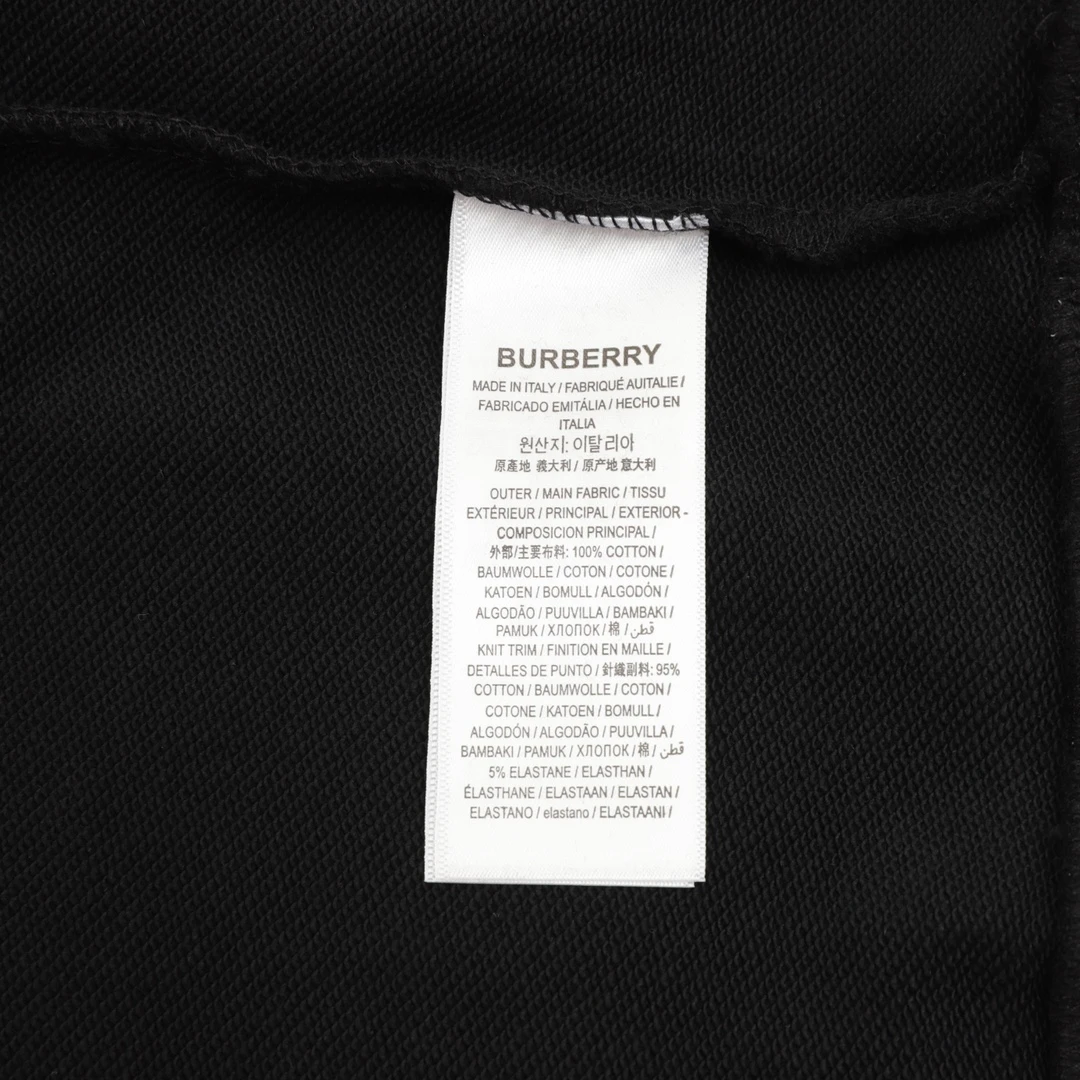 BURBERRY
MADE IN ITALY / FABRIQUÉ AUITALIE /
FABRICADO EMITÁLIA / HECHO EN
ITALIA
원산지: 이탈리아
原產地 義大利 / 原产地 意大利
OUTER / MAIN FABRIC / TISSU
EXTÉRIEUR / PRINCIPAL / EXTERIOR -
COMPOSICION PRINCIPAL /
外部/主要布料: 100% COTTON /
BAUMWOLLE / COTON / COTONE /
KATOEN / BOMULL / ALGODÓN /
ALGODÃO / PUUVILLA / BAMBAKI /
PAMUK / ХЛОПОК / 棉 / قطن
KNIT TRIM / FINITION EN MAILLE /
DETALLES DE PUNTO / 針織副料: 95%
COTTON / BAUMWOLLE / COTON /
COTONE / KATOEN / BOMULL /
ALGODÓN / ALGODÃO / PUUVILLA /
BAMBAKI / PAMUK / ХЛОПОК / 棉 / قطن
5% ELASTANE / ELASTHAN /
ÉLASTHANE / ELASTAAN / ELASTAN /
ELASTANO / elastano / ELASTAANI /